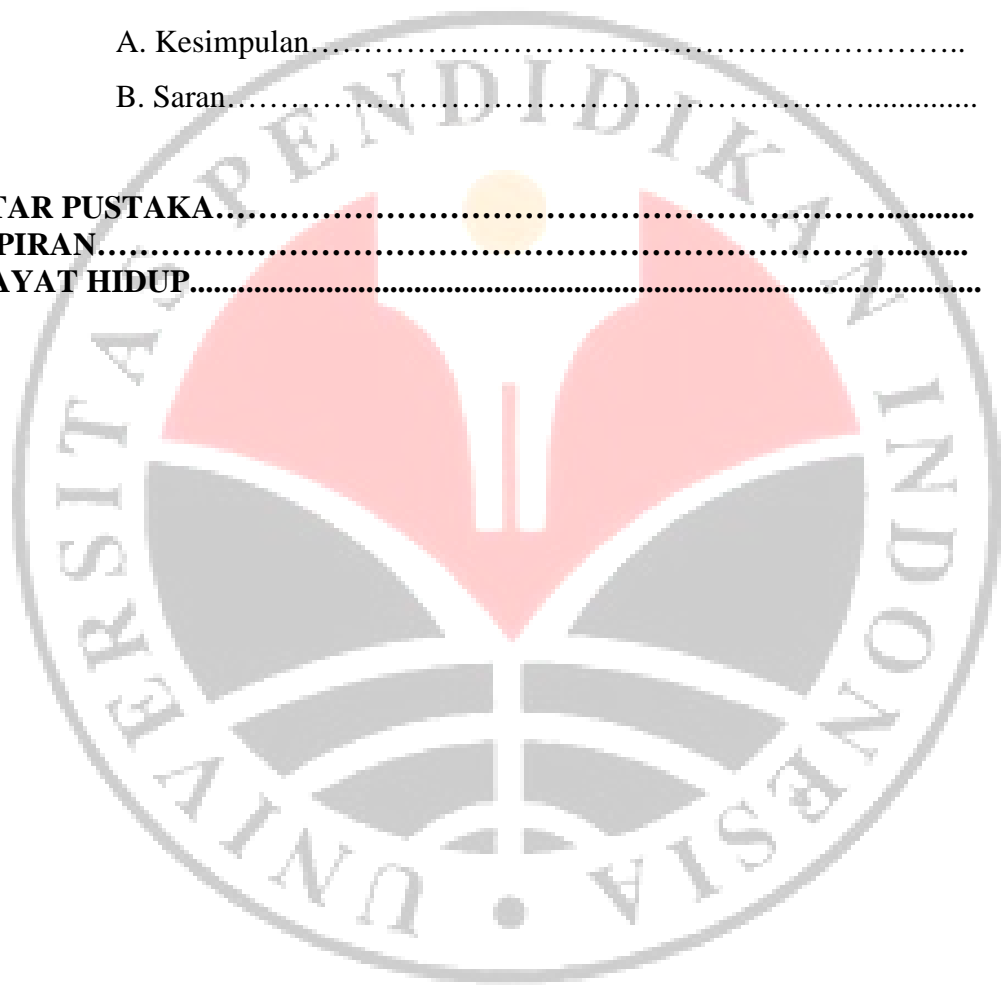 A. Kesimpulan……………………………………………………..
B. Saran……………………………………………………..............
TAR PUSTAKA………………………………………………………..........
PIRAN…………………………………………………………………........
AYAT HIDUP......................................................................................................
UNIVERSITAS PENDIDIKAN INDONESIA